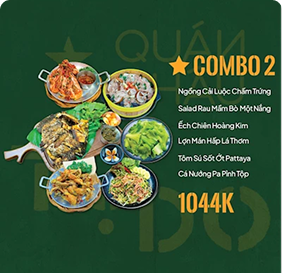 QUÁN
COMBO 2
Ngồng Cải Luộc Chấm Trứng
Salad Rau Mầm Bò Một Nắng
Ếch Chiên Hoàng Kim
Lợn Mán Hấp Lá Thơm
Tôm Sú Sốt Ớt Pattaya
Cá Nướng Pa Pỉnh Tộp
1044K